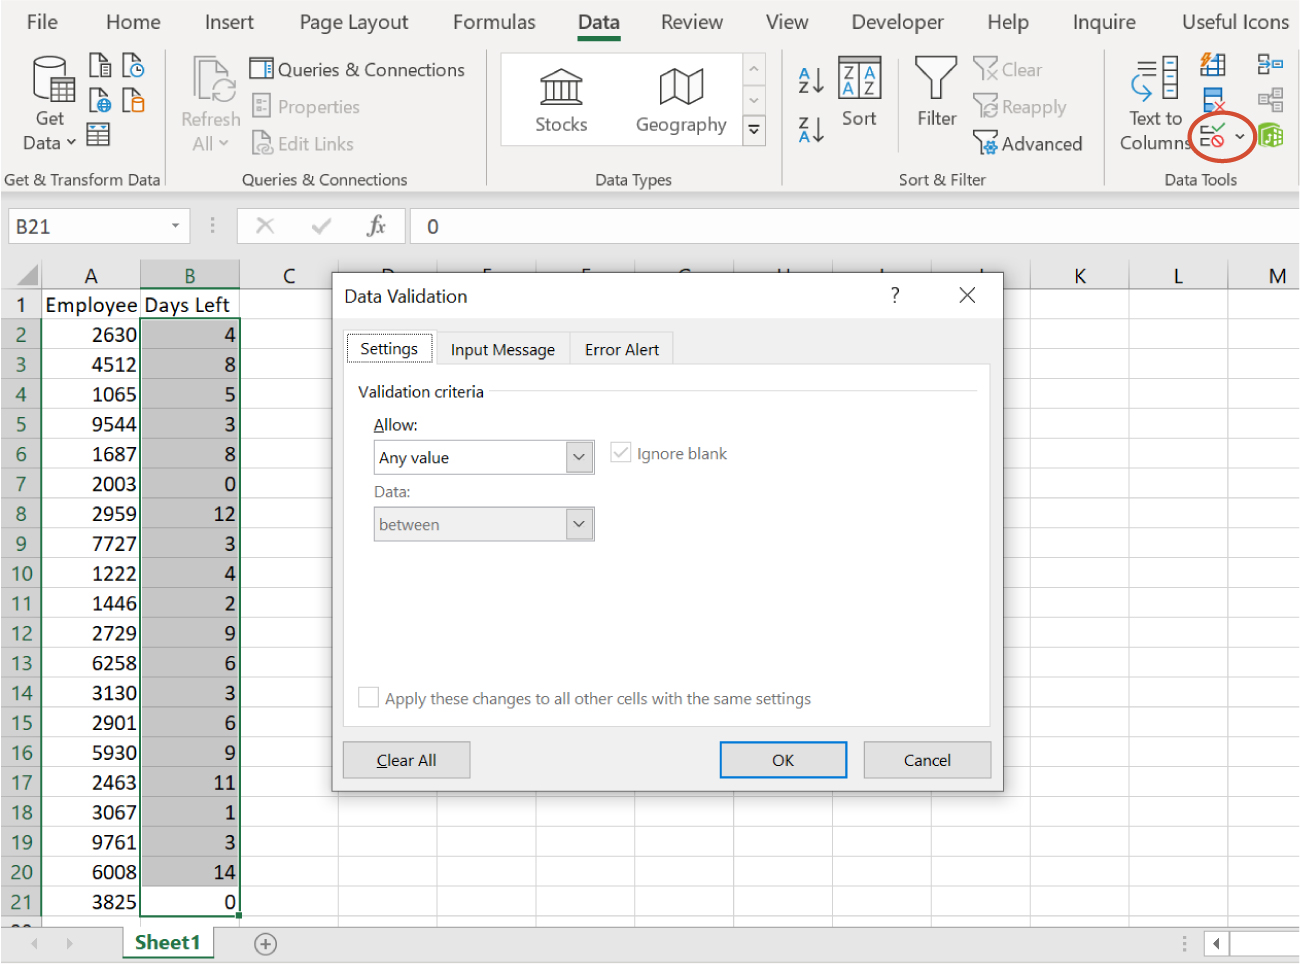 File Home Insert Page Layout Formulas Data Review View Developer Help Inquire Useful Icons
Get
Data
Refresh
All
Queries & Connections
Properties
Edit Links
Stocks
Geography
A
Z
Z
A
Z A
A Z
Sort
Filter
Clear
Reapply
Advanced
Text to
Columns
Get & Transform Data Queries & Connections Data Types Sort & Filter Data Tools
B21 fx 0
A B C K L M
1 Employee Days Left
2 2630 4
3 4512 8
4 1065 5
5 9544 3
6 1687 8
7 2003 0
8 2959 12
9 7727 3
10 1222 4
11 1446 2
12 2729 9
13 6258 6
14 3130 3
15 2901 6
16 5930 9
17 2463 11
18 3067 1
19 9761 3
20 6008 14
21 3825 0
Data Validation ?
Settings Input Message Error Alert
Validation criteria
Allow:
Any value Ignore blank
Data:
between
Apply these changes to all other cells with the same settings
Clear All OK Cancel
Sheet1